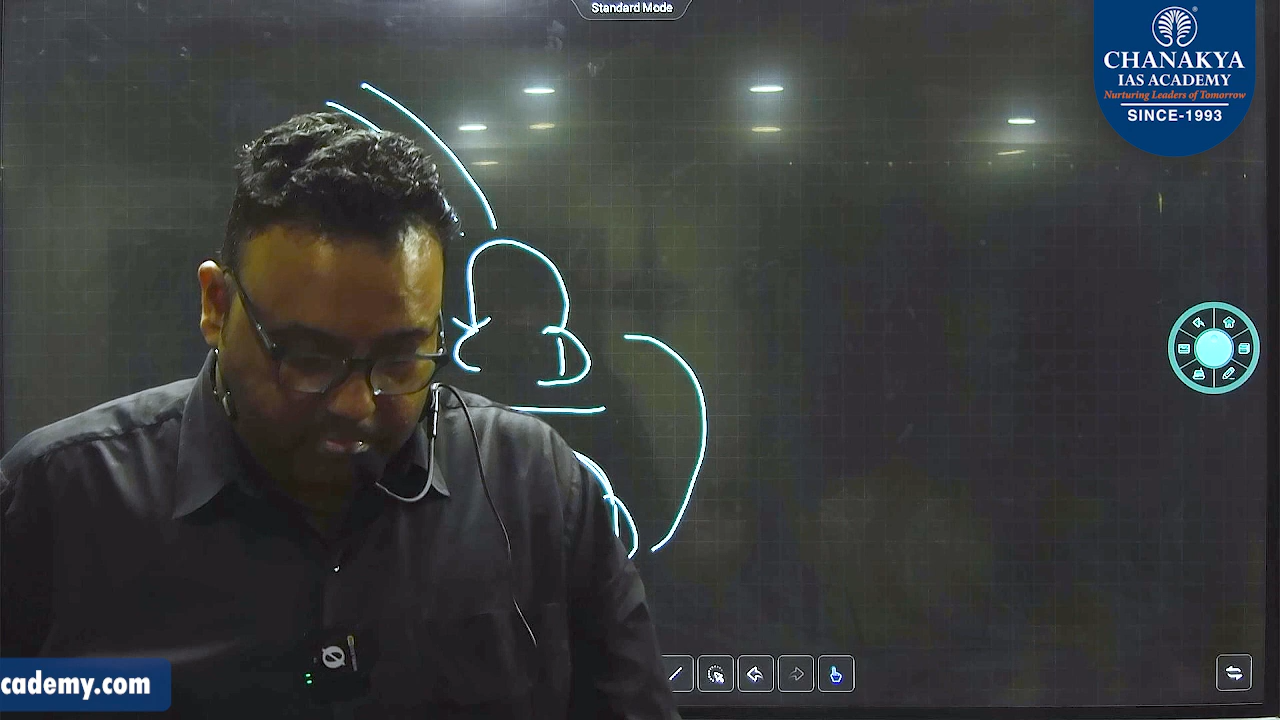 Standard Mode
CHANAKYA
IAS ACADEMY
Nurturing Leaders of Tomorrow
SINCE-1993
D
cademy.com